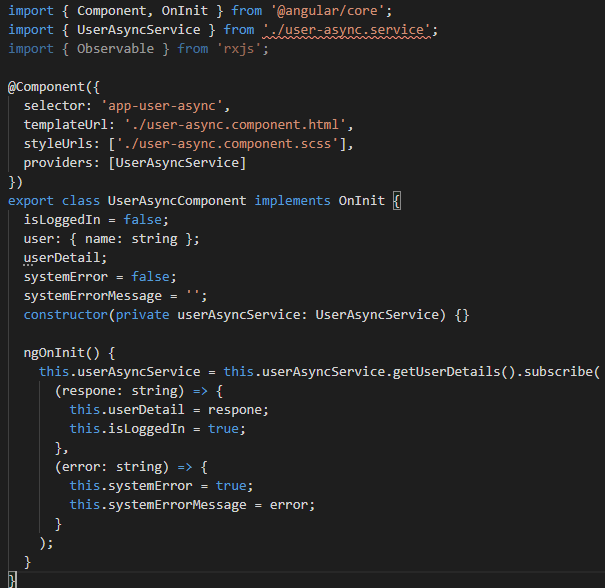 import { Component, OnInit } from '@angular/core';
import { UserAsyncService } from './user-async.service';
import { Observable } from 'rxjs';

@Component({
  selector: 'app-user-async',
  templateUrl: './user-async.component.html',
  styleUrls: ['./user-async.component.scss'],
  providers: [UserAsyncService]
})
export class UserAsyncComponent implements OnInit {
  isLoggedIn = false;
  user: { name: string };
  userDetail;
  systemError = false;
  systemErrorMessage = '';
  constructor(private userAsyncService: UserAsyncService) {}

  ngOnInit() {
    this.userAsyncService = this.userAsyncService.getUserDetails().subscribe(
      (respone: string) => {
        this.userDetail = respone;
        this.isLoggedIn = true;
      },
      (error: string) => {
        this.systemError = true;
        this.systemErrorMessage = error;
      }
    );
  }
}